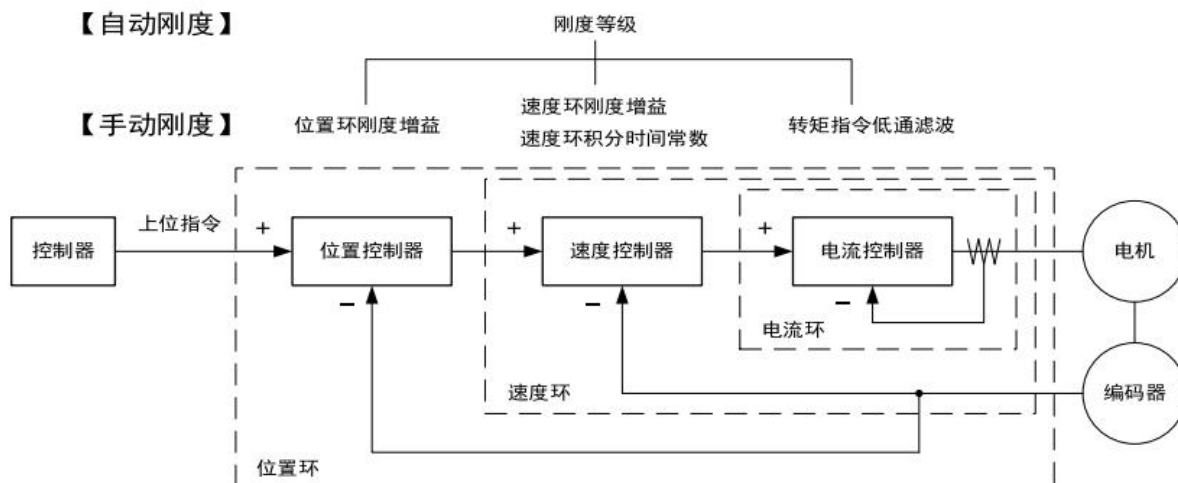 【自动刚度】
刚度等级
【手动刚度】
位置环刚度增益
速度环刚度增益
速度环积分时间常数
转矩指令低通滤波
控制器
上位指令
+
位置控制器
+
速度控制器
+
电流控制器
电机
−
−
−
电流环
速度环
编码器
位置环